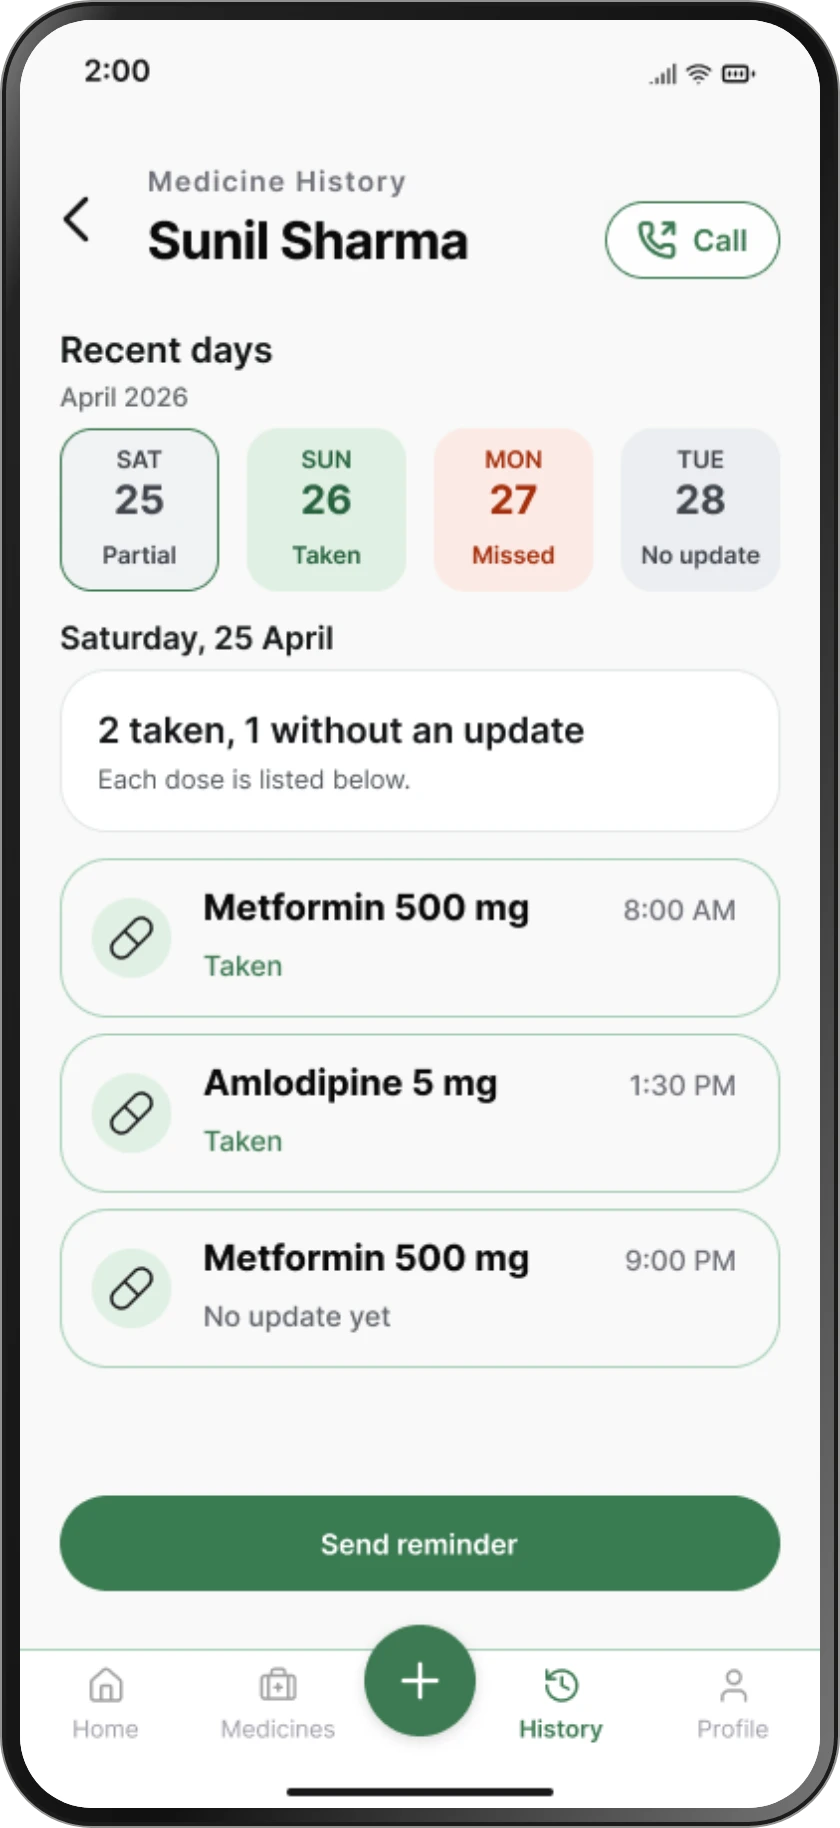 2:00
Medicine History
Sunil Sharma
Call
Recent days
April 2026
SAT
25
Partial
SUN
26
Taken
MON
27
Missed
TUE
28
No update
Saturday, 25 April
2 taken, 1 without an update
Each dose is listed below.
Metformin 500 mg
8:00 AM
Taken
Amlodipine 5 mg
1:30 PM
Taken
Metformin 500 mg
9:00 PM
No update yet
Send reminder
Home
Medicines
History
Profile